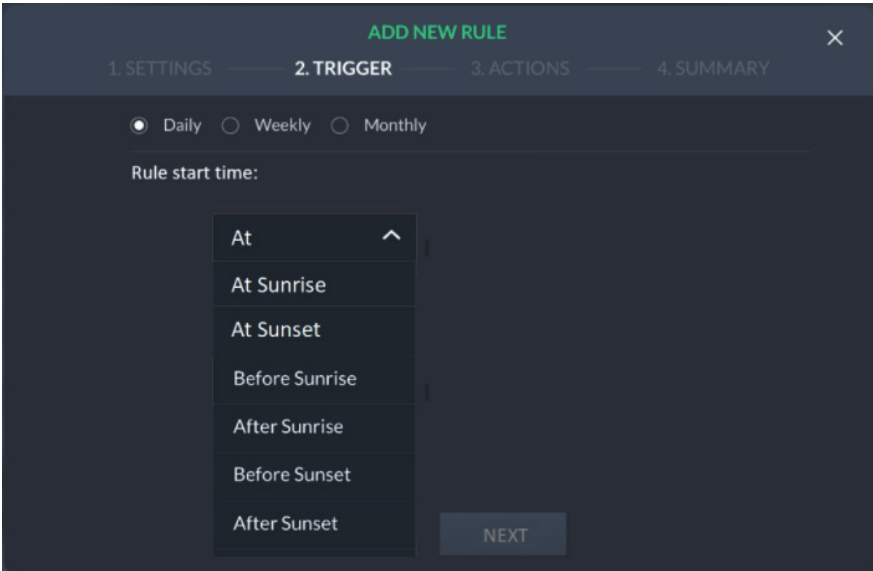 ADD NEW RULE
1. SETTINGS 2. TRIGGER 3. ACTIONS 4. SUMMARY
Daily Weekly Monthly
Rule start time:
At
At Sunrise
At Sunset
Before Sunrise
After Sunrise
Before Sunset
After Sunset
NEXT